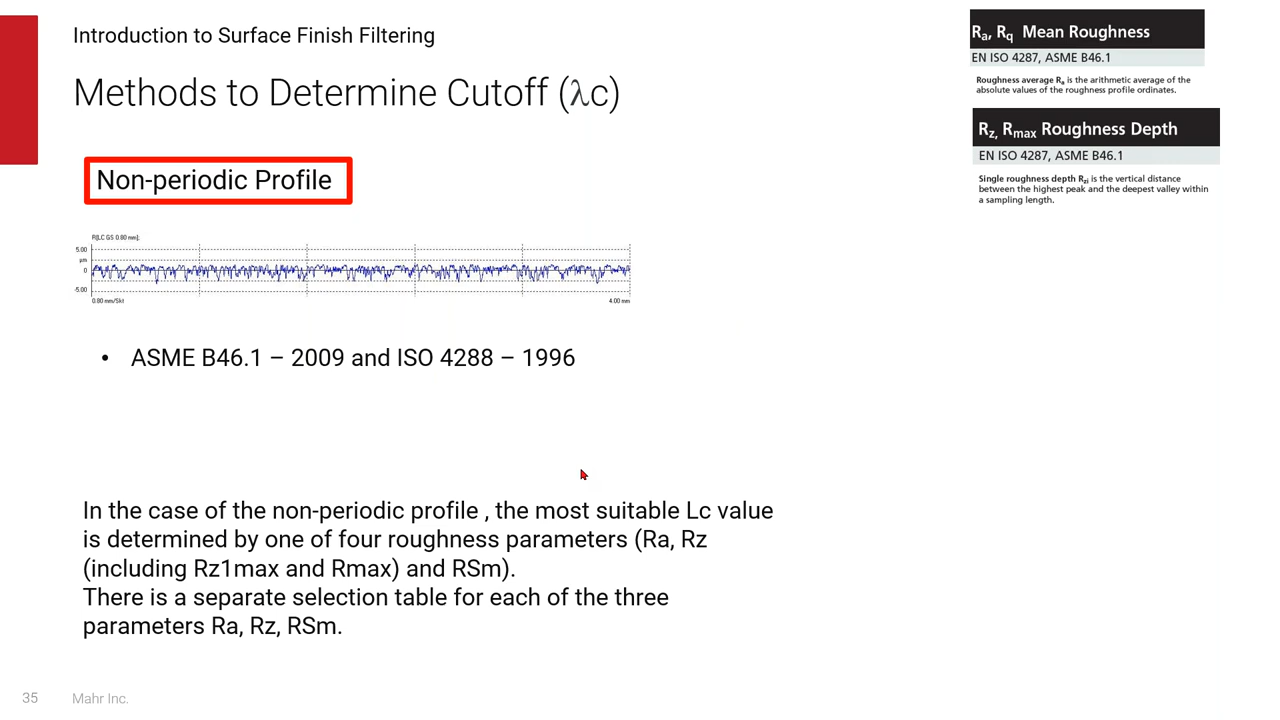 Introduction to Surface Finish Filtering
Methods to Determine Cutoff (λc)
Non-periodic Profile
R[LC GS 0.80 mm];
5.00
µm
0
-5.00
0.80 mm/Skt
4.00 mm
• ASME B46.1 – 2009 and ISO 4288 – 1996
In the case of the non-periodic profile , the most suitable Lc value
is determined by one of four roughness parameters (Ra, Rz
(including Rz1max and Rmax) and RSm).
There is a separate selection table for each of the three
parameters Ra, Rz, RSm.
Ra, Rq Mean Roughness
EN ISO 4287, ASME B46.1
Roughness average Ra is the arithmetic average of the
absolute values of the roughness profile ordinates.
Rz, Rmax Roughness Depth
EN ISO 4287, ASME B46.1
Single roughness depth Rzi is the vertical distance
between the highest peak and the deepest valley within
a sampling length.
35
Mahr Inc.